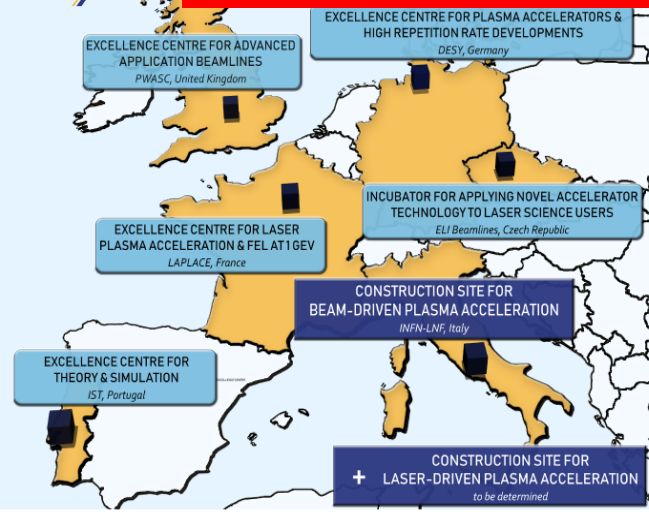 EXCELLENCE CENTRE FOR PLASMA ACCELERATORS &
HIGH REPETITION RATE DEVELOPMENTS
DESY, Germany
EXCELLENCE CENTRE FOR ADVANCED
APPLICATION BEAMLINES
PWASC, United Kingdom
INCUBATOR FOR APPLYING NOVEL ACCELERATOR
TECHNOLOGY TO LASER SCIENCE USERS
ELI Beamlines, Czech Republic
EXCELLENCE CENTRE FOR LASER
PLASMA ACCELERATION & FEL AT 1 GEV
LAPLACE, France
CONSTRUCTION SITE FOR
BEAM-DRIVEN PLASMA ACCELERATION
INFN-LNF, Italy
EXCELLENCE CENTRE FOR
THEORY & SIMULATION
IST, Portugal
+ CONSTRUCTION SITE FOR
LASER-DRIVEN PLASMA ACCELERATION
to be determined